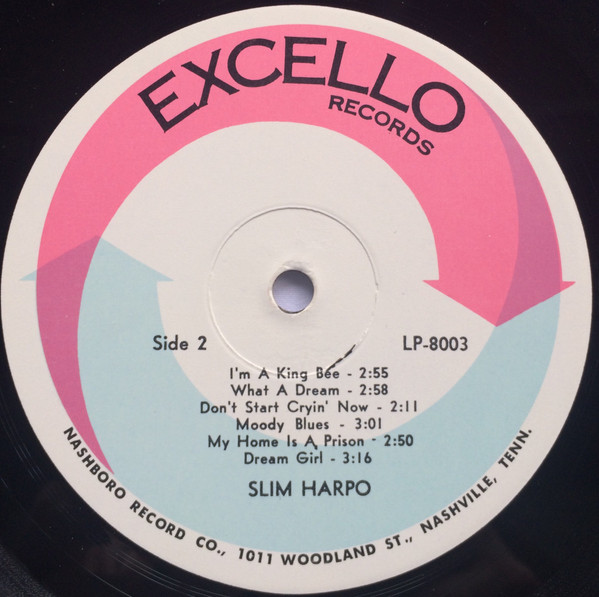 EXCELLO
RECORDS
Side 2
LP-8003
I'm A King Bee - 2:55
What A Dream - 2:58
Don't Start Cryin' Now - 2:11
Moody Blues - 3:01
My Home Is A Prison - 2:50
Dream Girl - 3:16
SLIM HARPO
NASHBORO RECORD CO., 1011 WOODLAND ST., NASHVILLE, TENN.